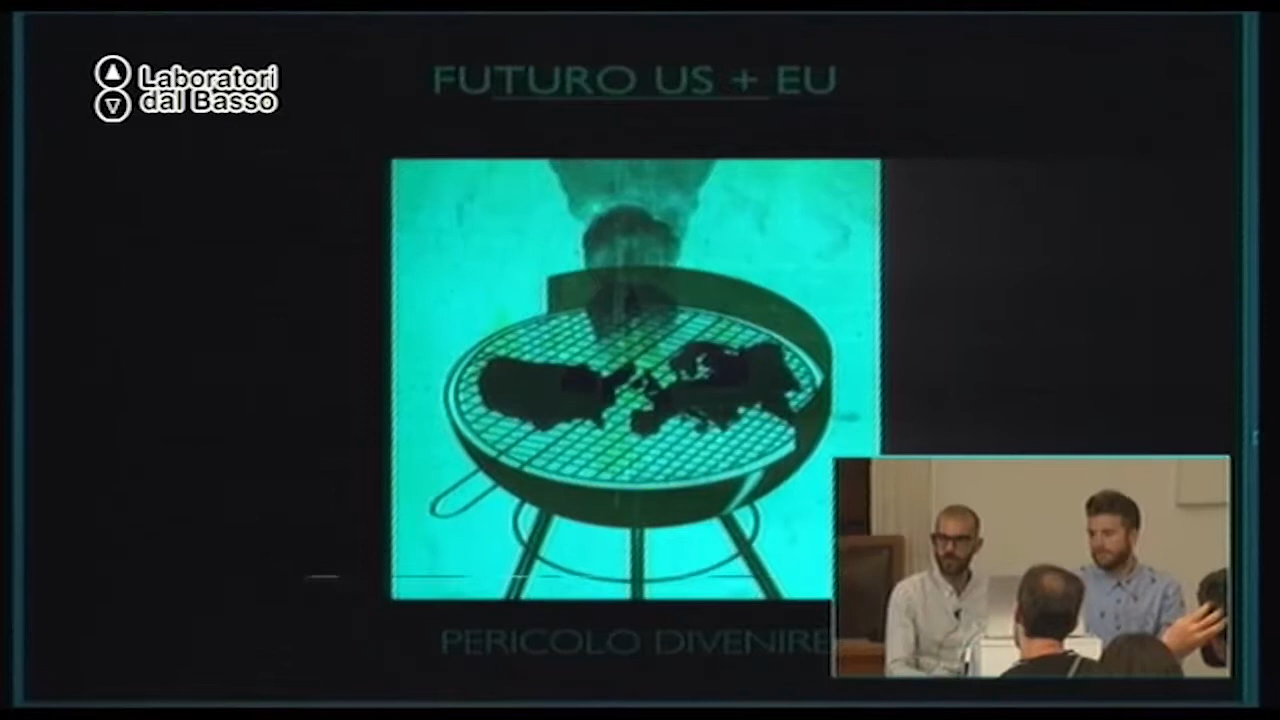 Laboratori
dal Basso
FUTURO US + EU
PERICOLO DIVENIRE